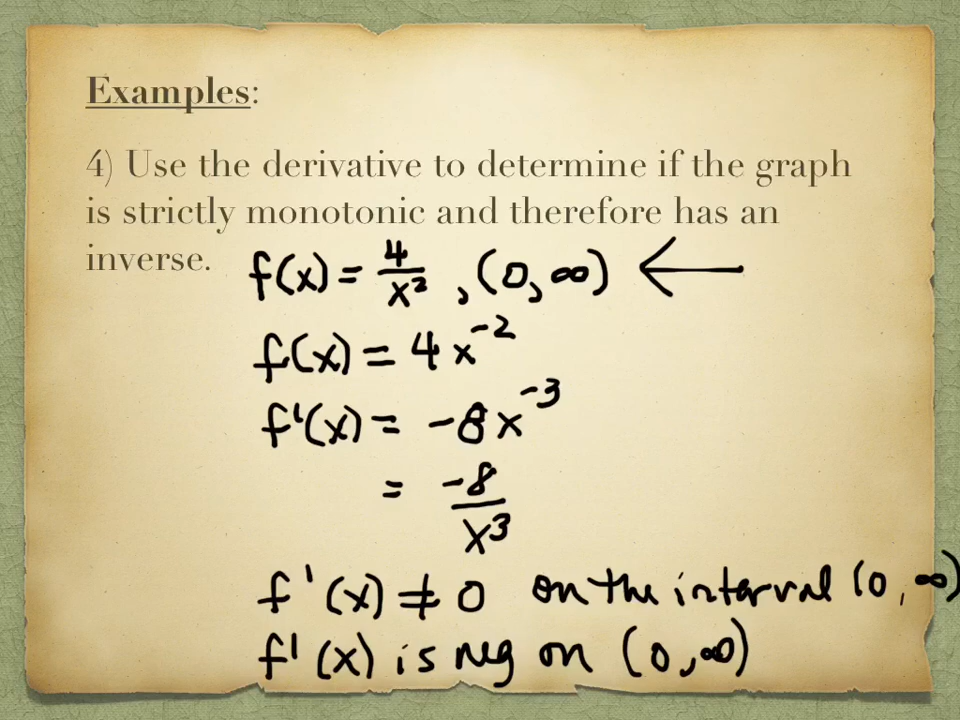 Examples:
4) Use the derivative to determine if the graph
is strictly monotonic and therefore has an
inverse.
f(x) = 4/x², (0, ∞) ←
f(x) = 4x⁻²
f'(x) = -8x⁻³
= -8/x³
f'(x) ≠ 0 on the interval (0, ∞)
f'(x) is neg on (0, ∞)